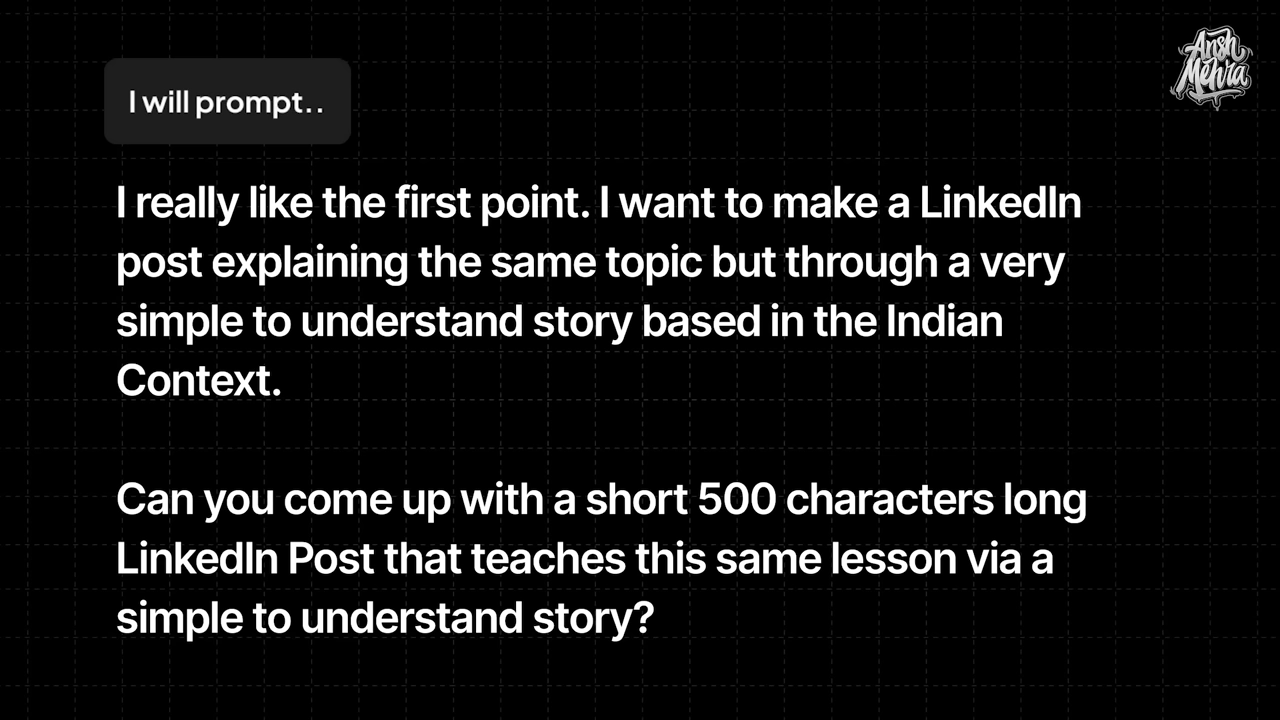 Ansh
Mehra
I will prompt..
I really like the first point. I want to make a LinkedIn
post explaining the same topic but through a very
simple to understand story based in the Indian
Context.
Can you come up with a short 500 characters long
LinkedIn Post that teaches this same lesson via a
simple to understand story?